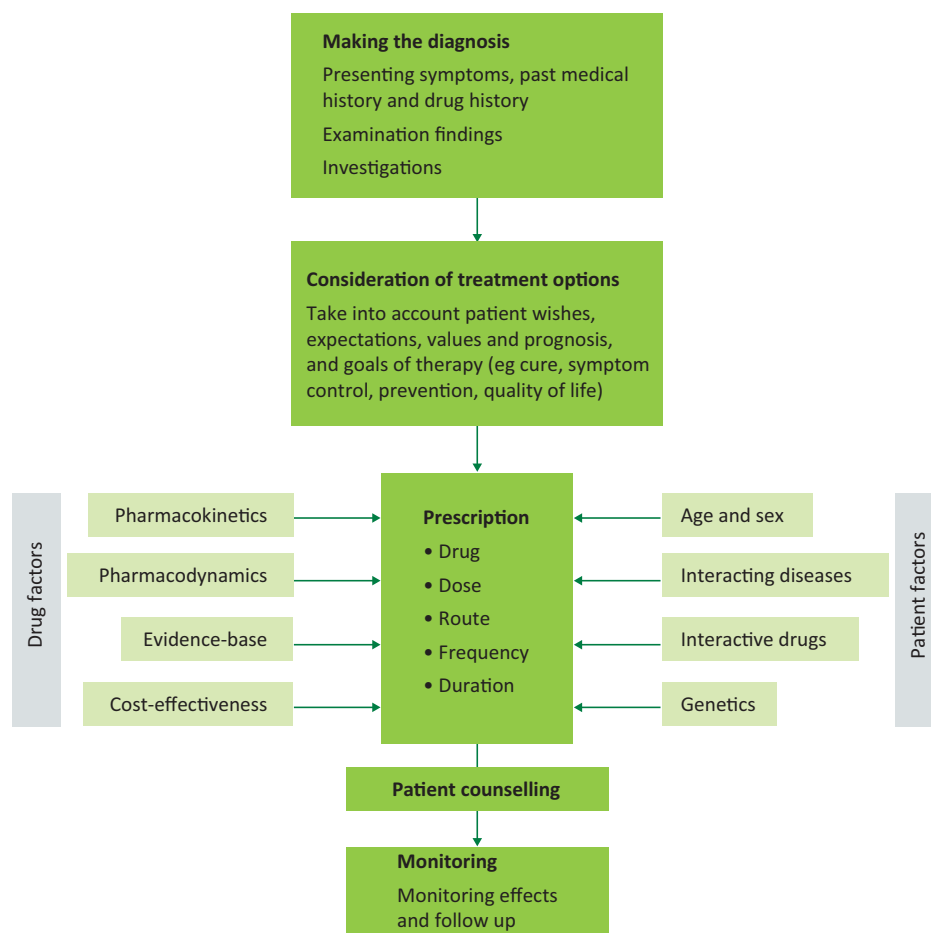 Making the diagnosis
Presenting symptoms, past medical
history and drug history
Examination findings
Investigations
Consideration of treatment options
Take into account patient wishes,
expectations, values and prognosis,
and goals of therapy (eg cure, symptom
control, prevention, quality of life)
Drug factors
Pharmacokinetics
Pharmacodynamics
Evidence-base
Cost-effectiveness
Prescription
• Drug
• Dose
• Route
• Frequency
• Duration
Age and sex
Interacting diseases
Interactive drugs
Genetics
Patient factors
Patient counselling
Monitoring
Monitoring effects
and follow up